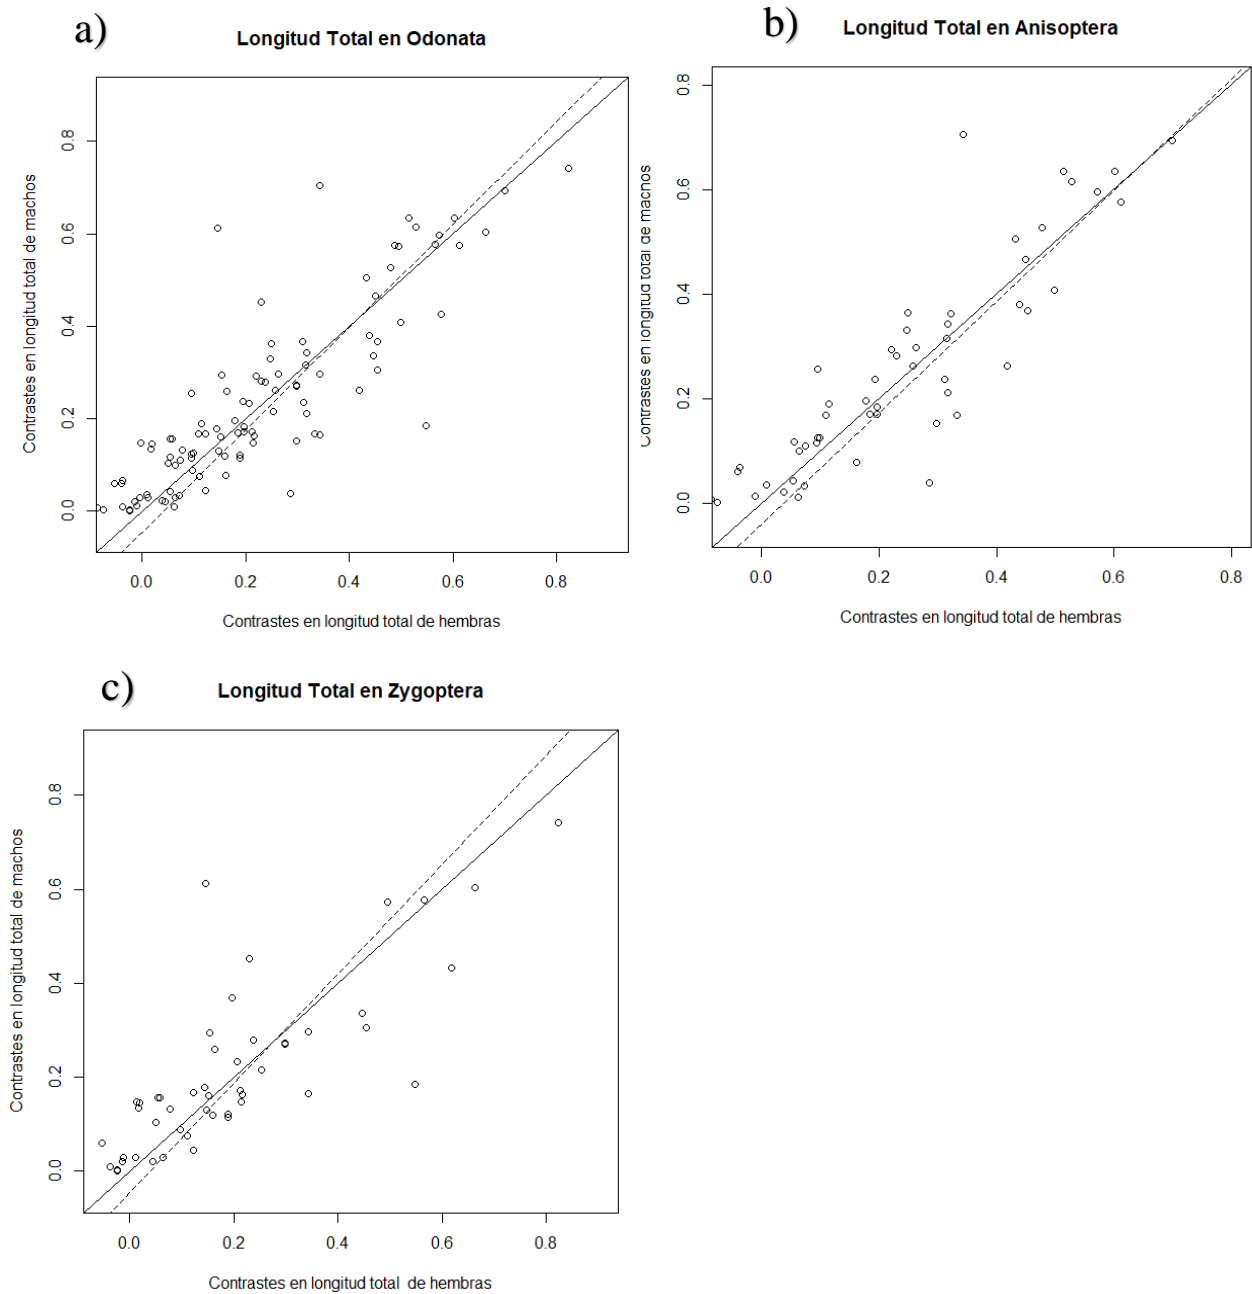 a)
Longitud Total en Odonata
Contrastes en longitud total de machos
0.0
0.2
0.4
0.6
0.8
0.0
0.2
0.4
0.6
0.8
Contrastes en longitud total de hembras
b)
Longitud Total en Anisoptera
Contrastes en longitud total de machos
0.0
0.2
0.4
0.6
0.8
0.0
0.2
0.4
0.6
0.8
Contrastes en longitud total de hembras
c)
Longitud Total en Zygoptera
Contrastes en longitud total de machos
0.0
0.2
0.4
0.6
0.8
0.0
0.2
0.4
0.6
0.8
Contrastes en longitud total de hembras